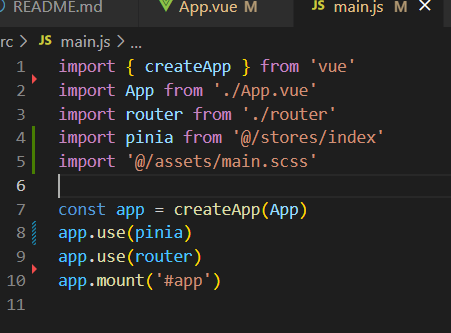 README.md App.vue M JS main.js M
rc > JS main.js > ...
1 import { createApp } from 'vue'
2 import App from './App.vue'
3 import router from './router'
4 import pinia from '@/stores/index'
5 import '@/assets/main.scss'
6
7 const app = createApp(App)
8 app.use(pinia)
9 app.use(router)
10 app.mount('#app')
11